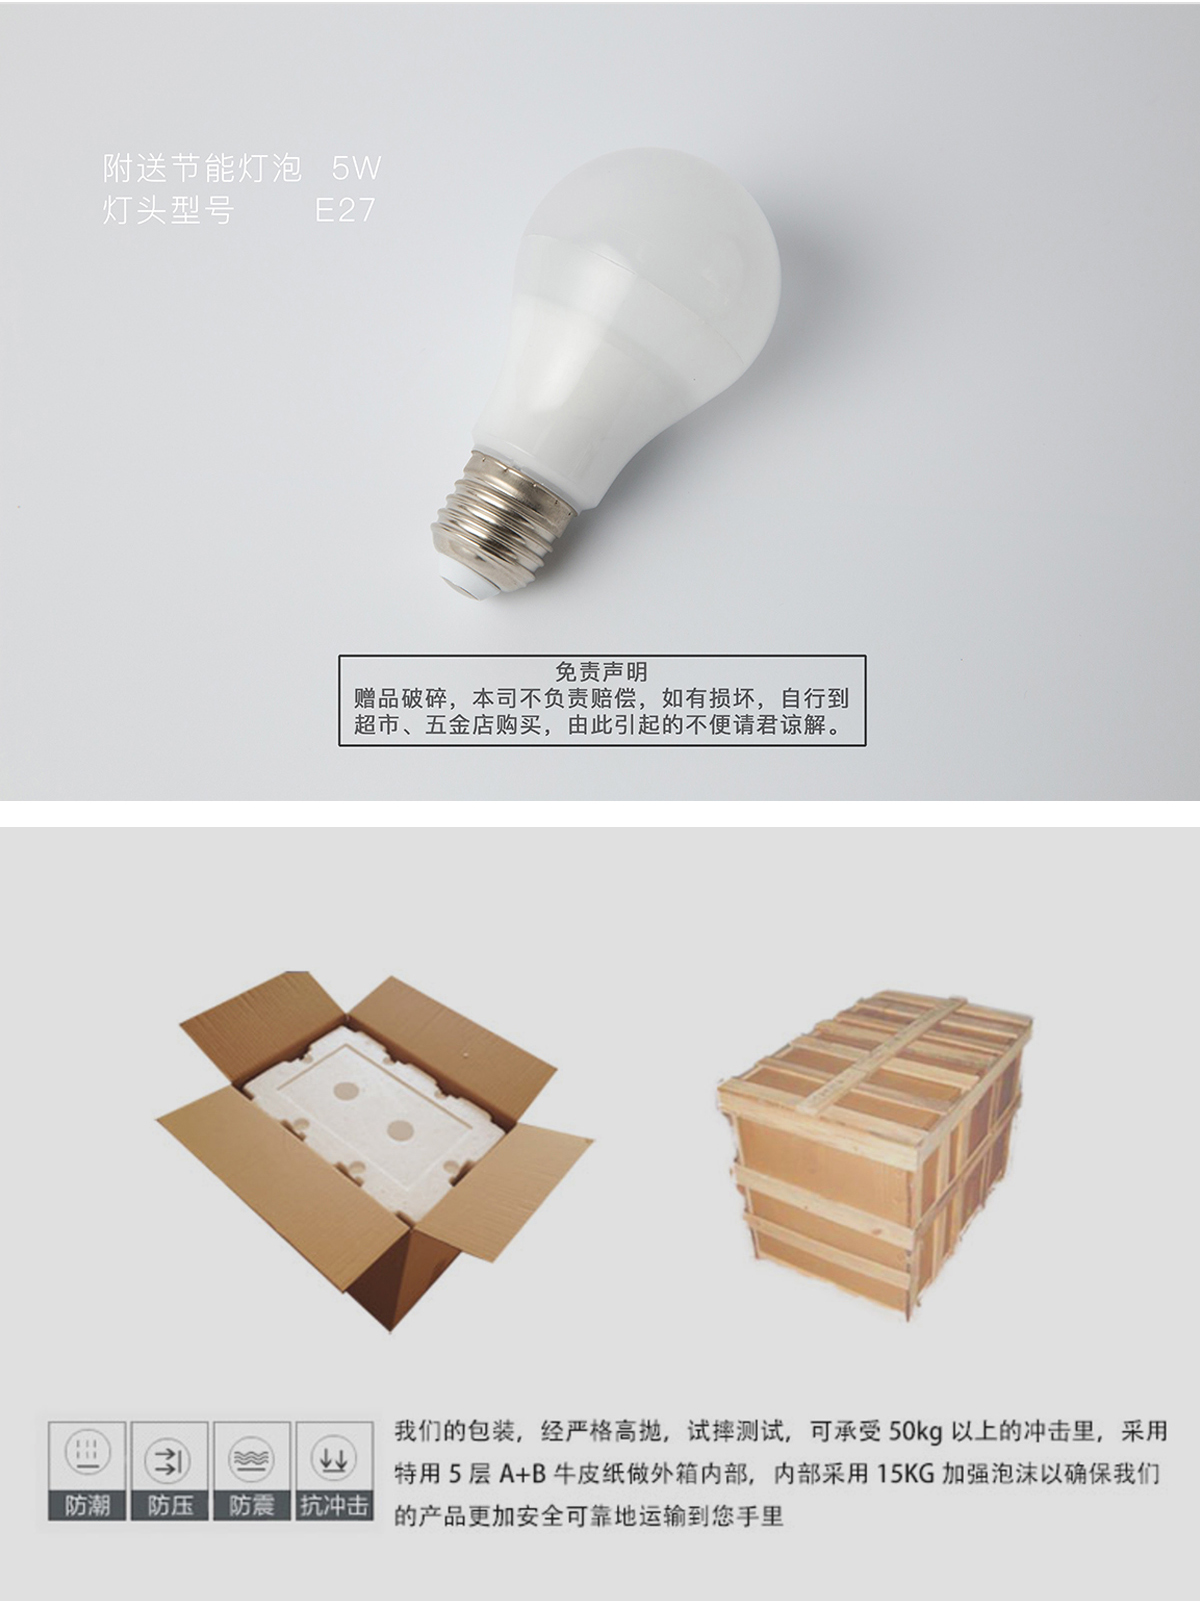 附送节能灯泡 5W
灯头型号 E27
免责声明
赠品破碎，本司不负责赔偿，如有损坏，自行到
超市、五金店购买，由此引起的不便请君谅解。
防潮 防压 防震 抗冲击
我们的包装，经严格高抛，试摔测试，可承受 50kg 以上的冲击里，采用
特用 5 层 A+B 牛皮纸做外箱内部，内部采用 15KG 加强泡沫以确保我们
的产品更加安全可靠地运输到您手里